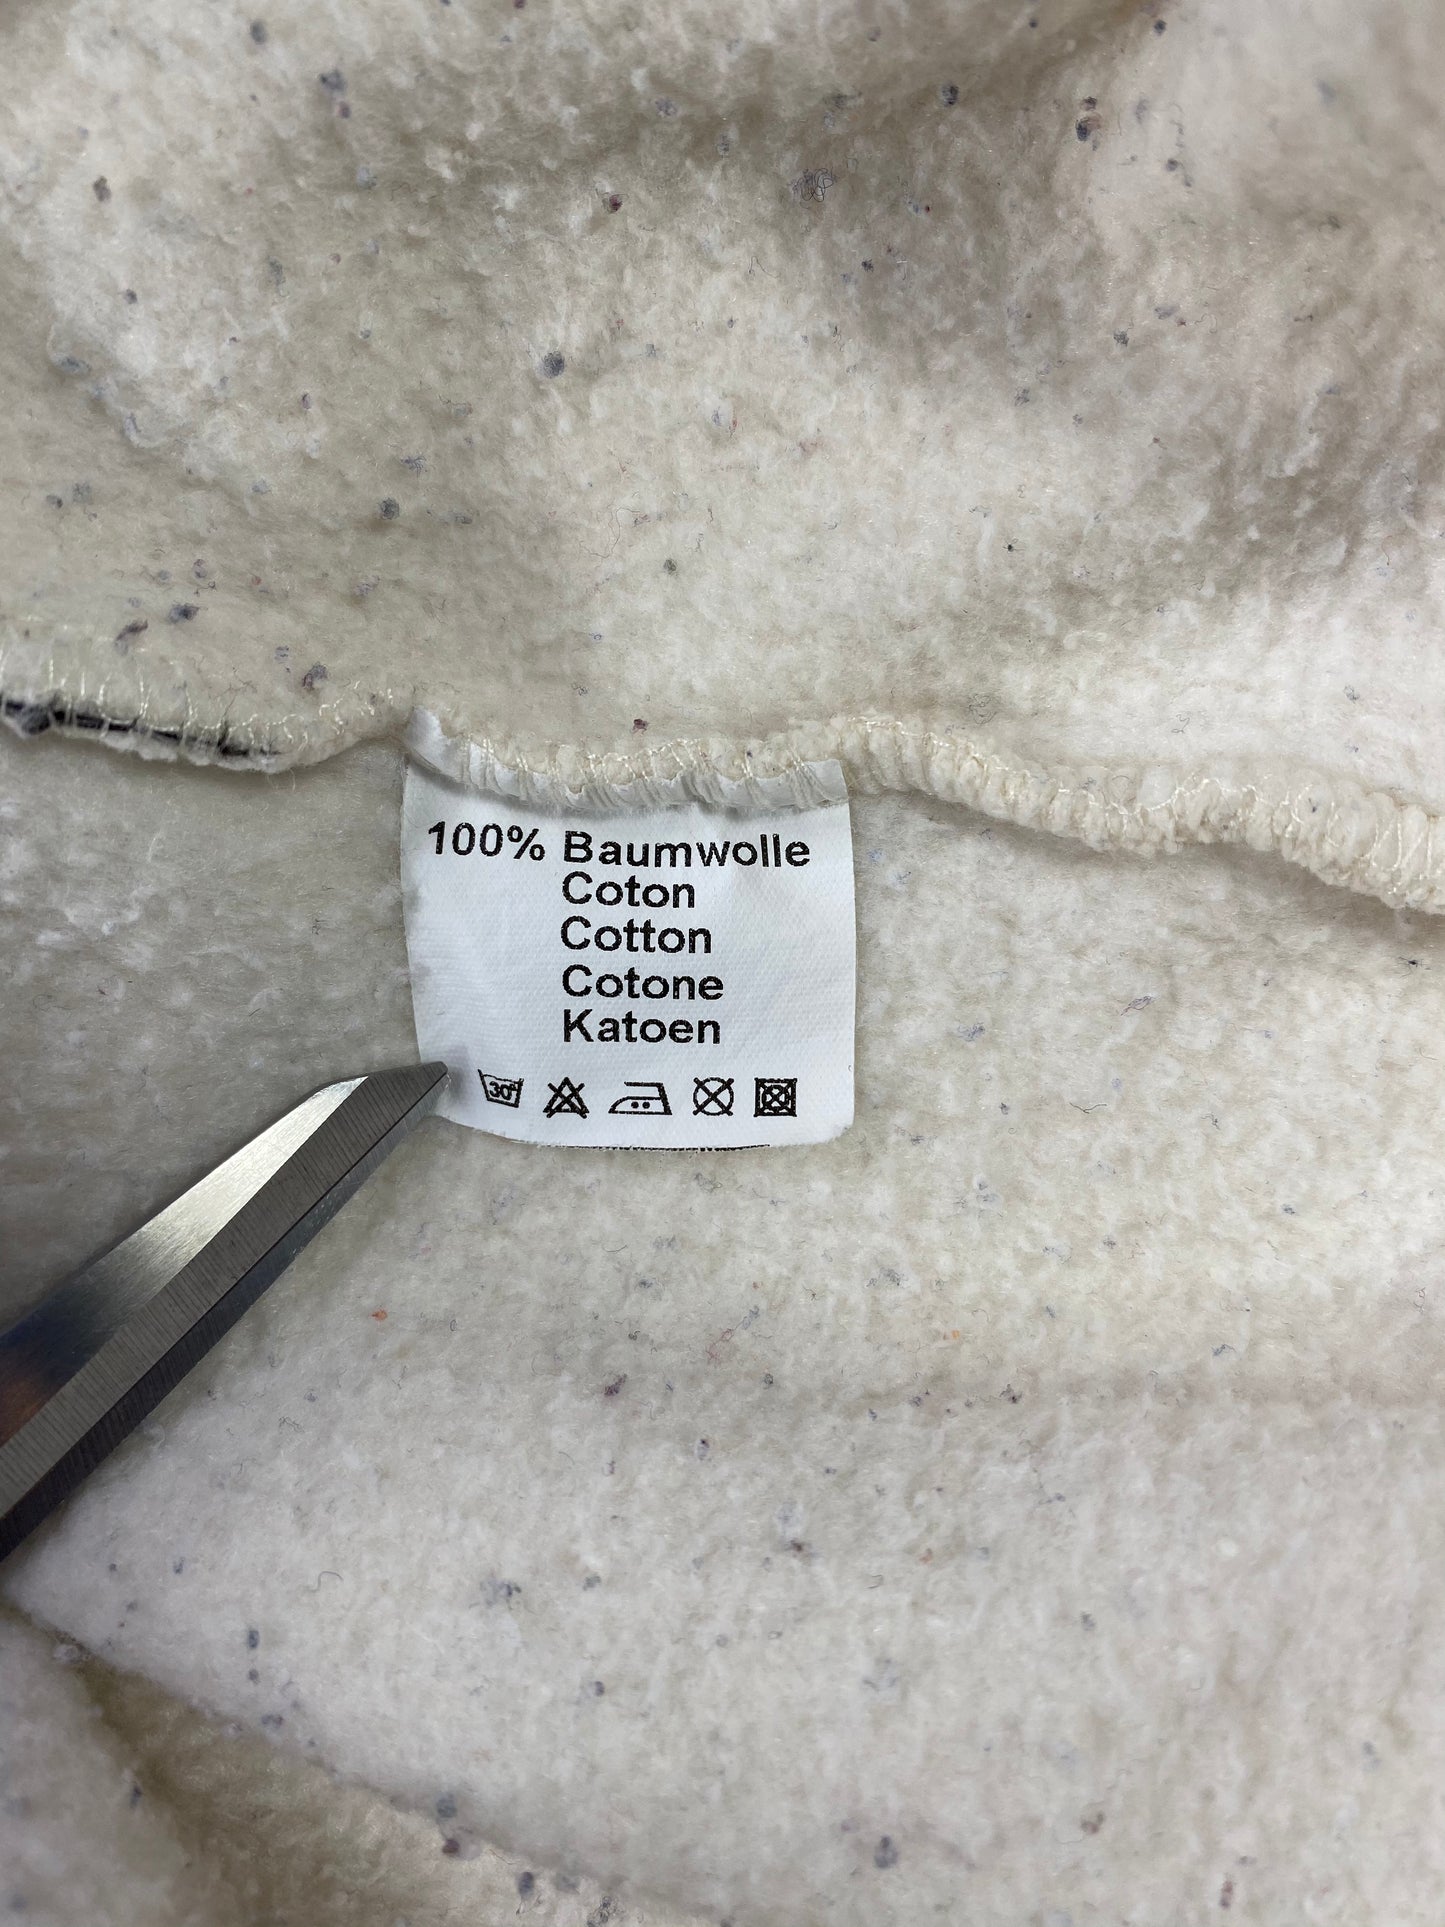 100% Baumwolle
Coton
Cotton
Cotone
Katoen
30°